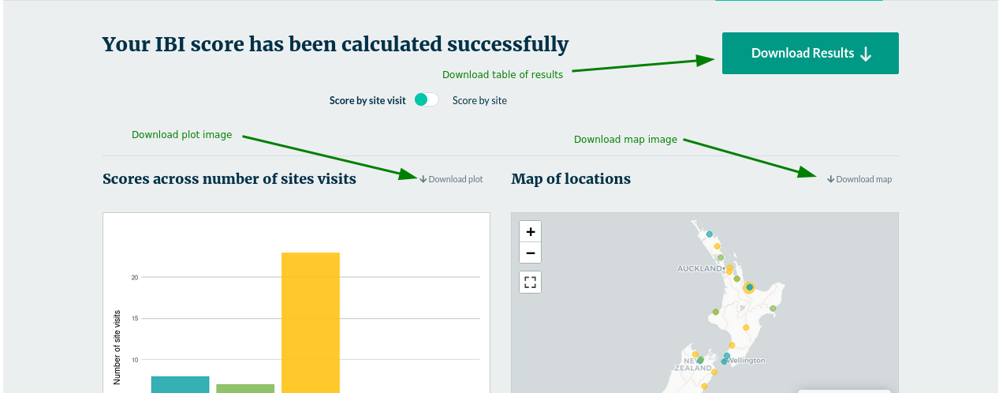 Your IBI score has been calculated successfully
Download Results
Download table of results
Score by site visit
Score by site
Download plot image
Download map image
Scores across number of sites visits
Download plot
Map of locations
Download map
20
15
10
Number of site visits
+
−
AUCKLAND
Wellington
NEW
ZEALAND